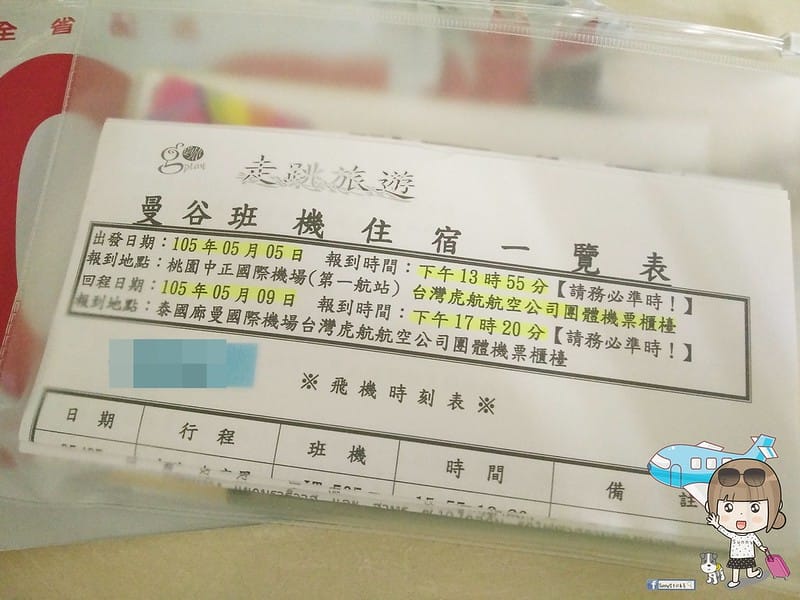 全省
g plan
走跳旅遊
曼谷班機住宿一覽表
出發日期：105年05月05日 報到時間：下午13時55分【請務必準時！】
報到地點：桃園中正國際機場(第一航站) 台灣虎航航空公司團體機票櫃檯
回程日期：105年05月09日 報到時間：下午17時20分【請務必準時！】
報到地點：泰國廊曼國際機場台灣虎航航空公司團體機票櫃檯
※飛機時刻表※
日期 行程 班機 時間 備註
Sunny